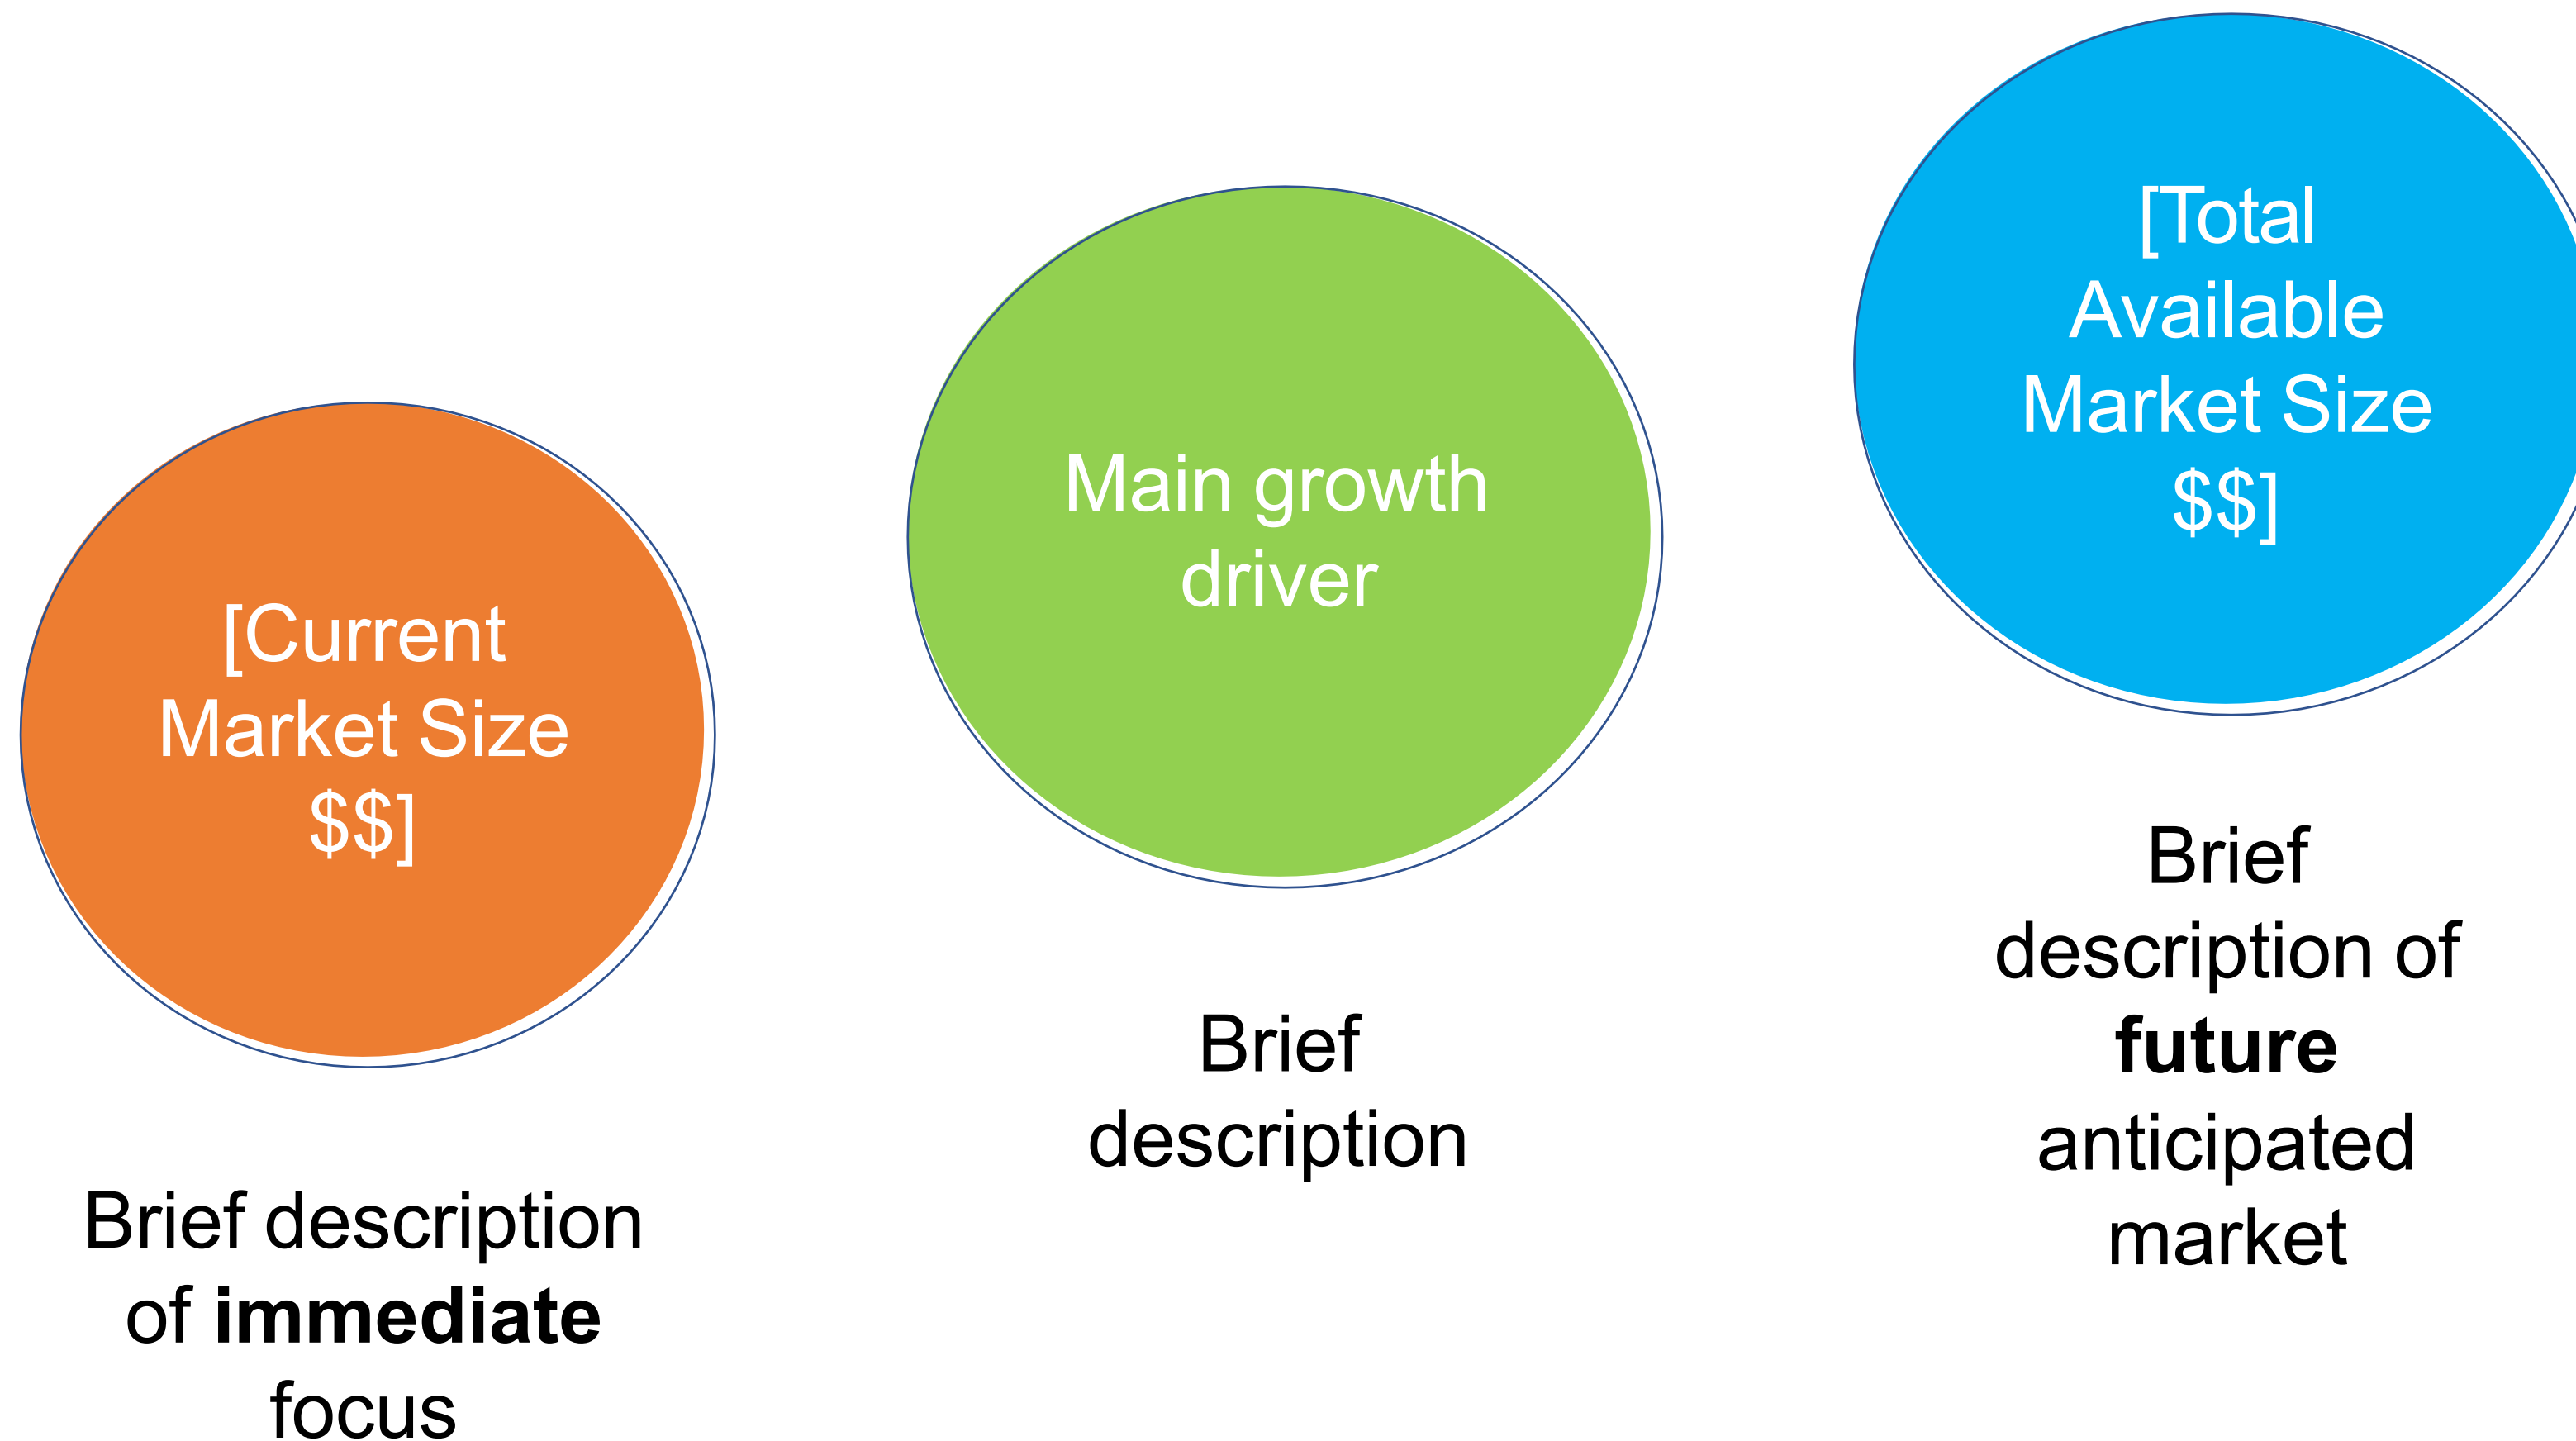 [Current
Market Size
$$]
Brief description
of immediate
focus
Main growth
driver
Brief
description
[Total
Available
Market Size
$$]
Brief
description of
future
anticipated
market